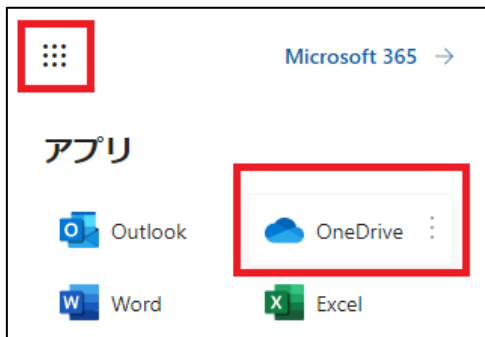 Microsoft 365 →
アプリ
Outlook
OneDrive
Word
Excel